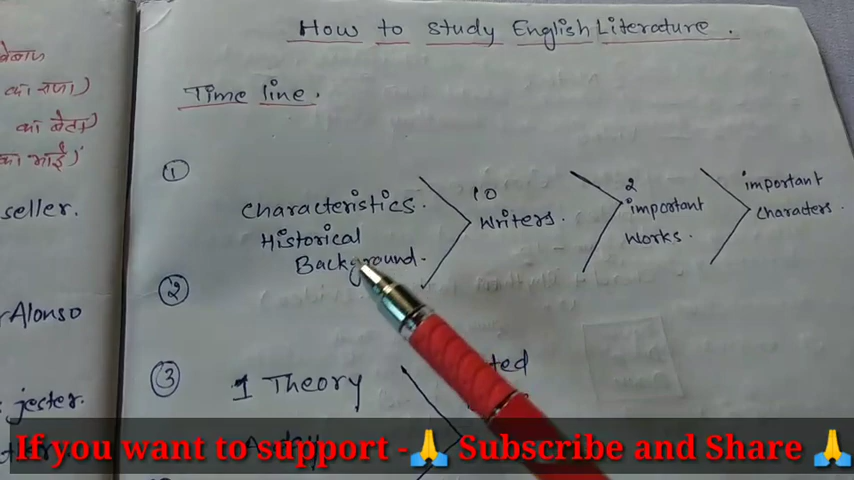 How to study English Literature.
Time line.
बेताज
का राजा)
का बेटा)
का भाई)
seller.
Alonso
jester.
①
Characteristics.
Historical
Background.
10
Writers.
2
important
works.
important
characters.
②
③
1 Theory
A day
If you want to support -🙏 Subscribe and Share 🙏